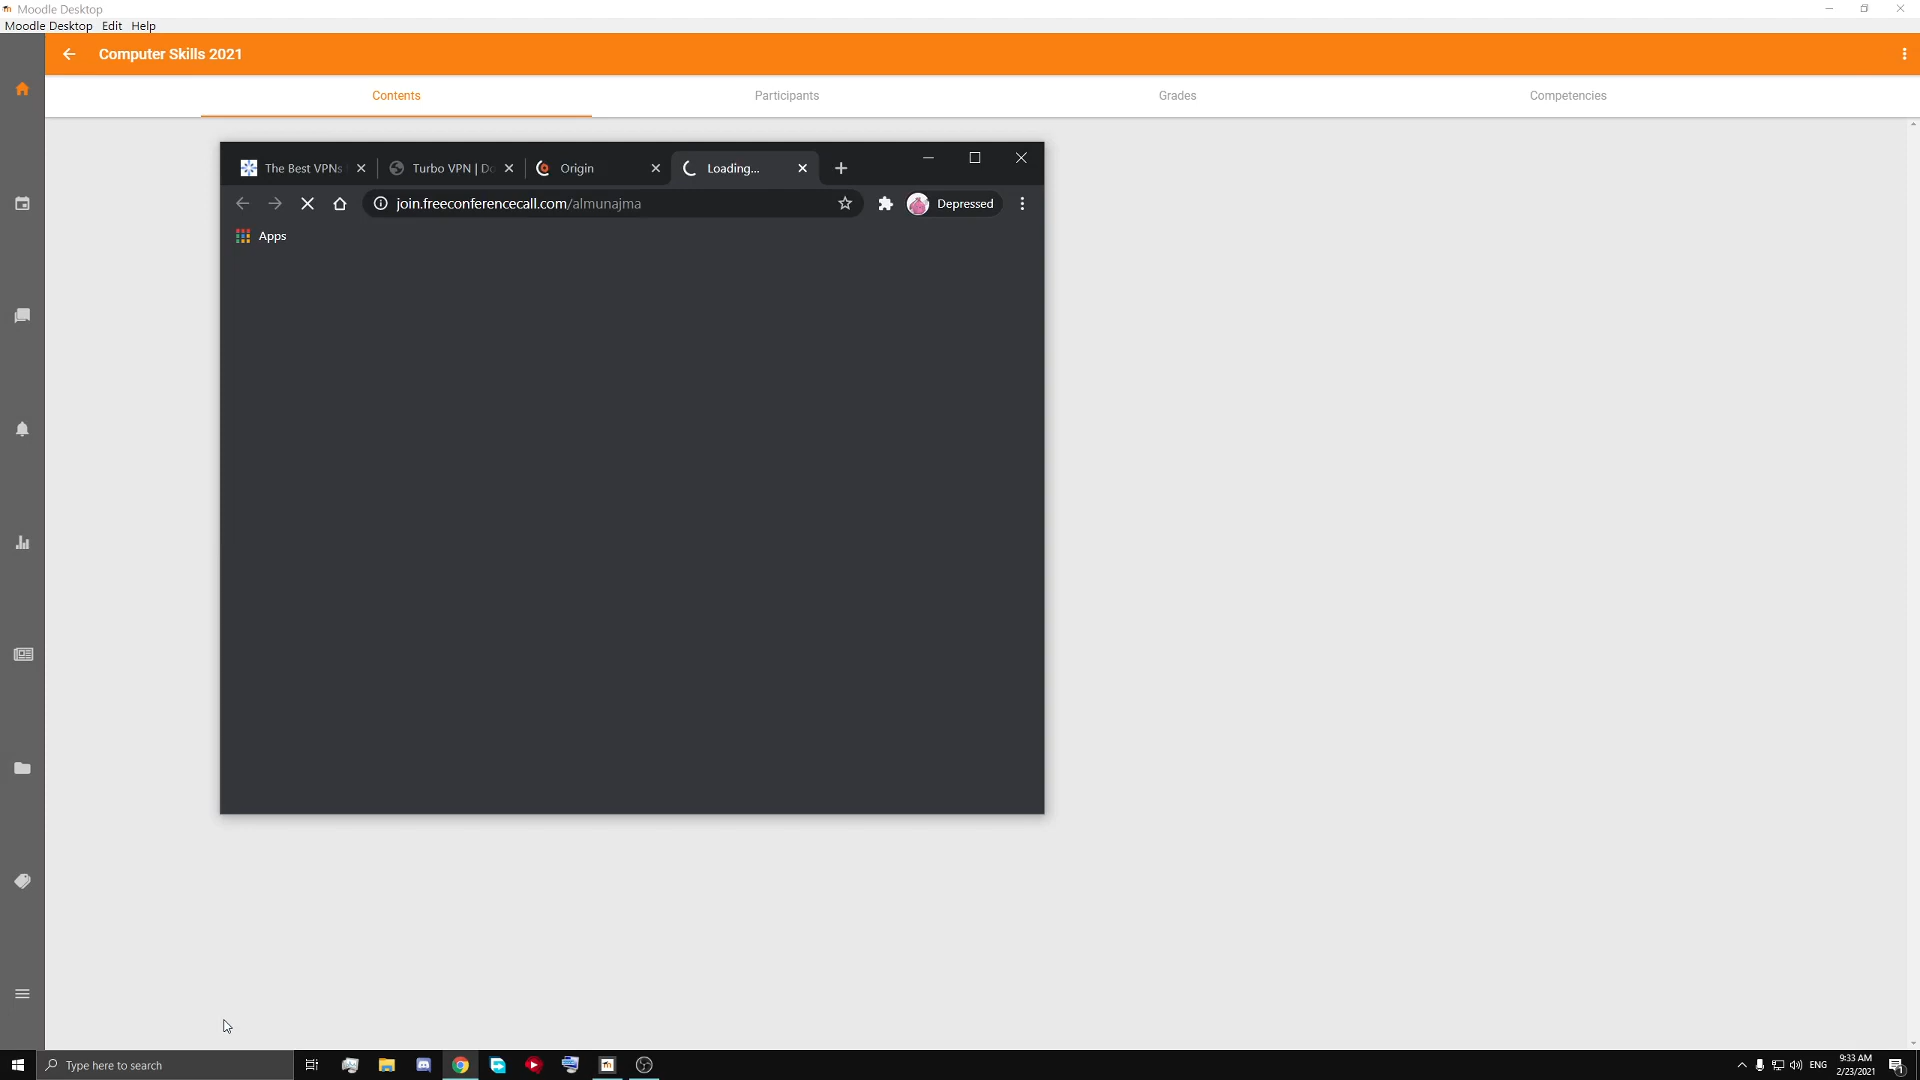 Moodle Desktop
Moodle Desktop Edit Help
Computer Skills 2021
Contents Participants Grades Competencies
The Best VPNs Turbo VPN | Do Origin Loading...
join.freeconferencecall.com/almunajma Depressed
Apps
Type here to search
ENG 9:33 AM
2/23/2021